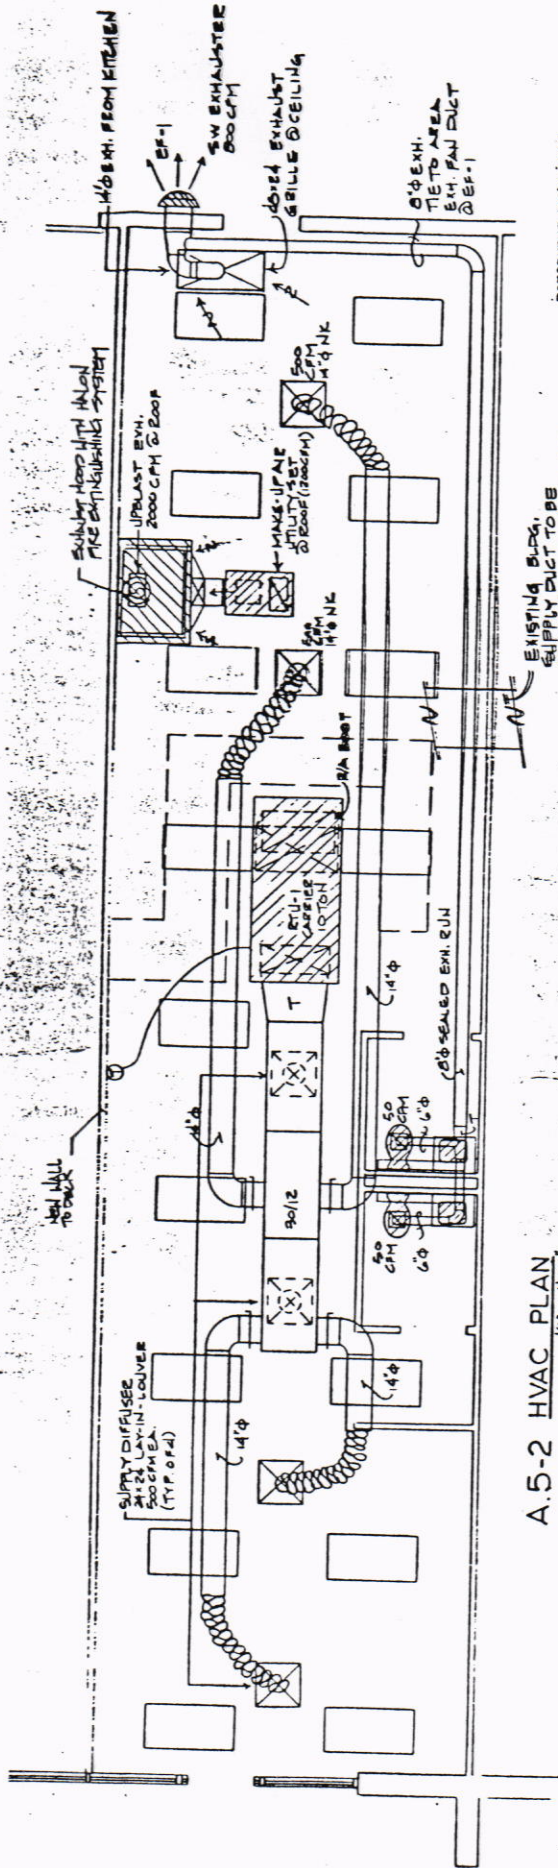 14"Φ EXH. FROM KITCHEN
EF-1
SW EXHAUSTER
800 CFM
48x24 EXHAUST
GRILLE @ CEILING
8"Φ EXH.
TIE TO AREA
EXH. FAN DUCT
@ EF-1
EXHAUST HOOD WITH HALON
FIRE EXTINGUISHING SYSTEM
UPBLAST EXH.
2000 CFM @ ROOF
MAKE-UP AIR
UTILITY SET
@ ROOF (1200 CFM)
500
CFM
14"Φ NK
500
CFM
14"Φ NK
EXISTING BLDG.
SUPPLY DUCT TO BE
R/A BOOT
RTU-1
CARRIER
10 TON
T
NEW WALL
TO DECK
14"Φ
14"Φ
8"Φ SEALED EXH. RUN
30/12
50
CFM
6"Φ
50
CFM
6"Φ
T
SUPPLY DIFFUSER
24x24 LAY-IN-LOUVER
500 CFM EA.
(TYP. OF 4)
14"Φ
14"Φ
A.5-2 HVAC PLAN